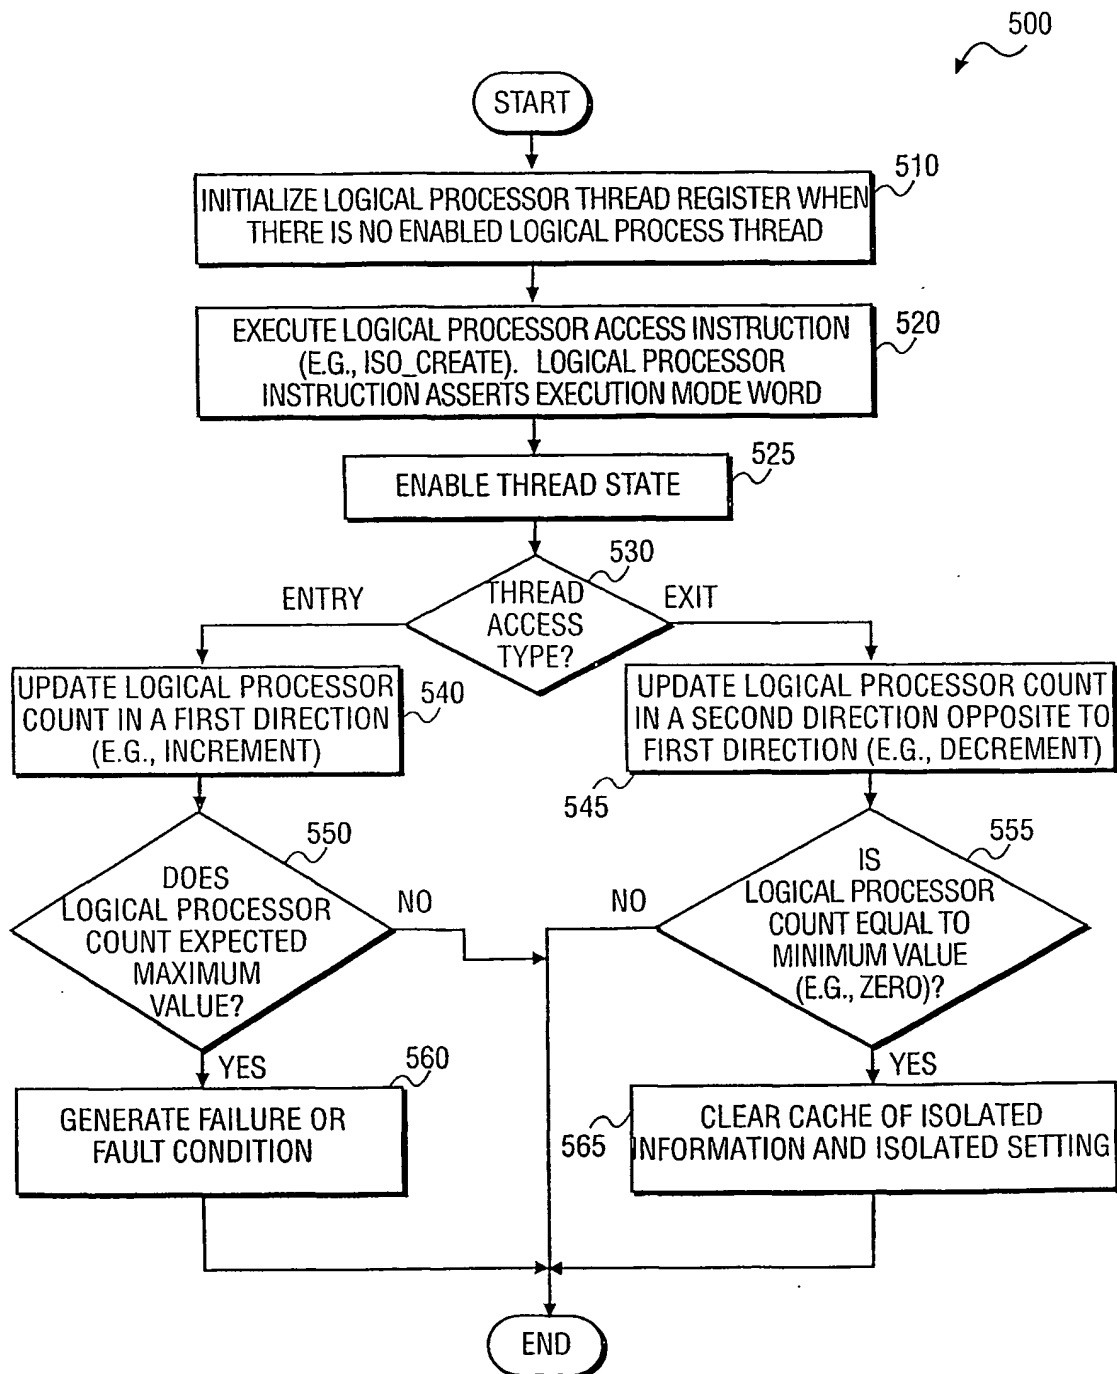 500
START
510
INITIALIZE LOGICAL PROCESSOR THREAD REGISTER WHEN
THERE IS NO ENABLED LOGICAL PROCESS THREAD
EXECUTE LOGICAL PROCESSOR ACCESS INSTRUCTION
(E.G., ISO_CREATE). LOGICAL PROCESSOR
INSTRUCTION ASSERTS EXECUTION MODE WORD
520
ENABLE THREAD STATE
525
530
THREAD
ACCESS
TYPE?
ENTRY
EXIT
UPDATE LOGICAL PROCESSOR
COUNT IN A FIRST DIRECTION
(E.G., INCREMENT)
540
UPDATE LOGICAL PROCESSOR COUNT
IN A SECOND DIRECTION OPPOSITE TO
FIRST DIRECTION (E.G., DECREMENT)
545
550
DOES
LOGICAL PROCESSOR
COUNT EXPECTED
MAXIMUM
VALUE?
NO
555
IS
LOGICAL PROCESSOR
COUNT EQUAL TO
MINIMUM VALUE
(E.G., ZERO)?
NO
YES
560
GENERATE FAILURE OR
FAULT CONDITION
YES
CLEAR CACHE OF ISOLATED
INFORMATION AND ISOLATED SETTING
565
END